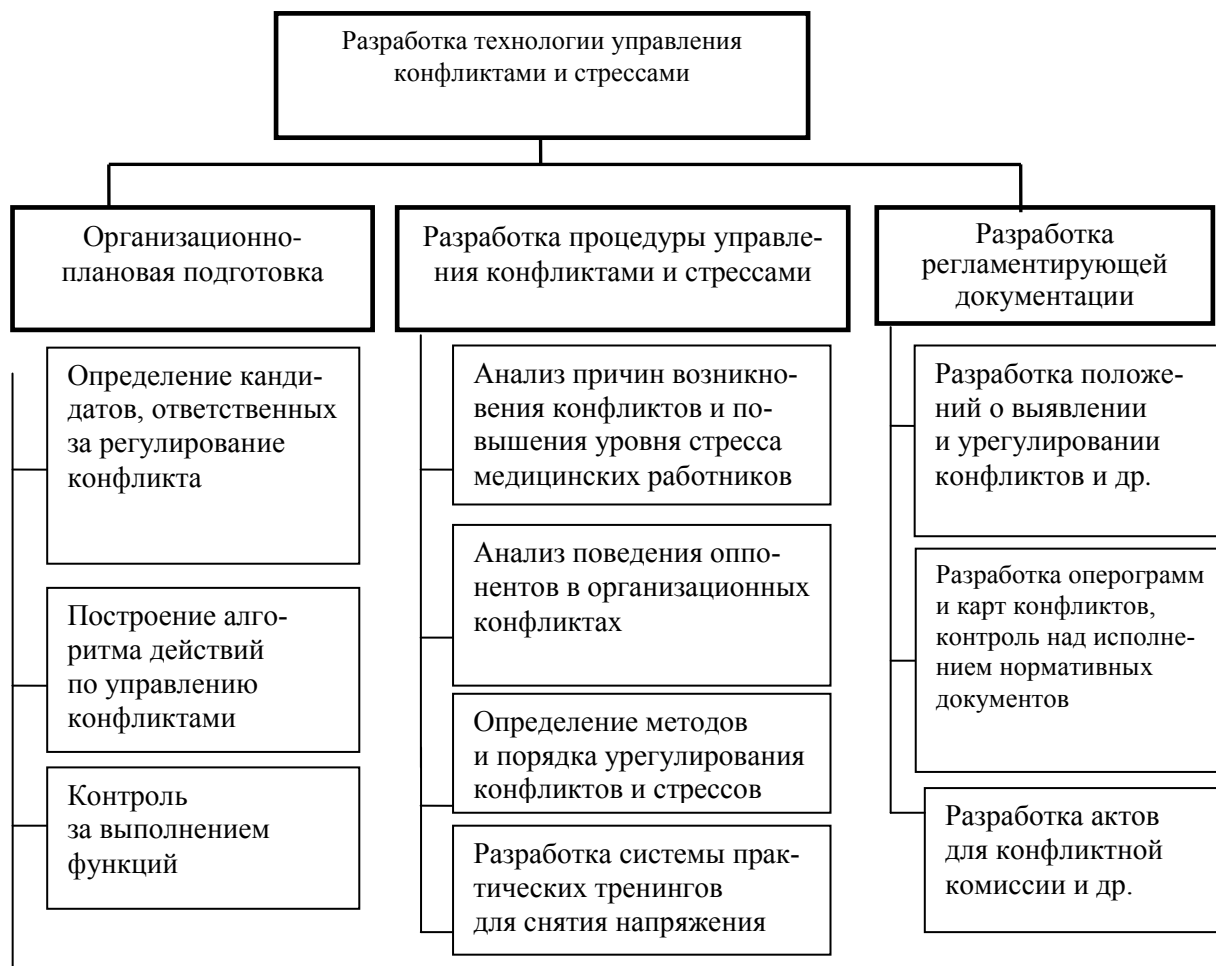 Разработка технологии управления
конфликтами и стрессами
Организационно-
плановая подготовка
Разработка процедуры управле-
ния конфликтами и стрессами
Разработка
регламентирующей
документации
Определение канди-
датов, ответственных
за регулирование
конфликта
Построение алго-
ритма действий
по управлению
конфликтами
Контроль
за выполнением
функций
Анализ причин возникно-
вения конфликтов и по-
вышения уровня стресса
медицинских работников
Анализ поведения оппо-
нентов в организационных
конфликтах
Определение методов
и порядка урегулирования
конфликтов и стрессов
Разработка системы прак-
тических тренингов
для снятия напряжения
Разработка положе-
ний о выявлении
и урегулировании
конфликтов и др.
Разработка оперограмм
и карт конфликтов,
контроль над исполне-
нием нормативных
документов
Разработка актов
для конфликтной
комиссии и др.